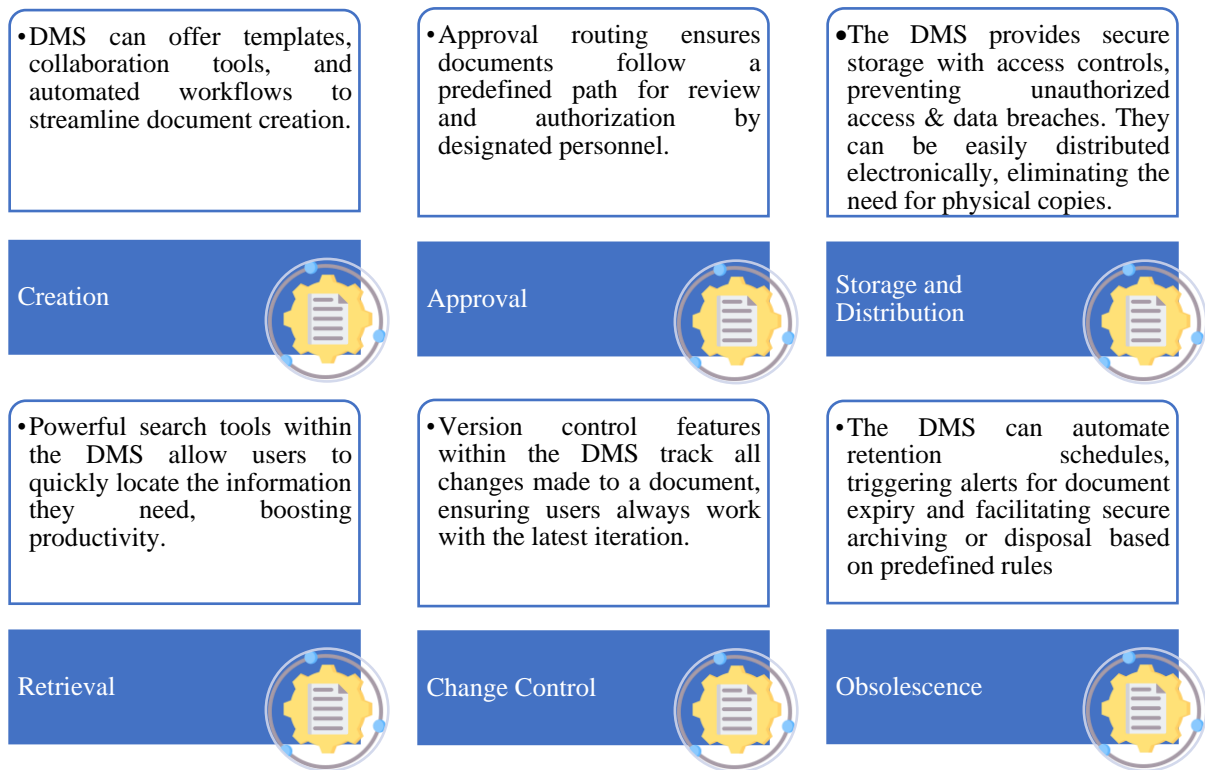 •DMS can offer templates,
collaboration tools, and
automated workflows to
streamline document creation.
Creation
•Approval routing ensures
documents follow a
predefined path for review
and authorization by
designated personnel.
Approval
•The DMS provides secure
storage with access controls,
preventing unauthorized
access & data breaches. They
can be easily distributed
electronically, eliminating the
need for physical copies.
Storage and
Distribution
•Powerful search tools within
the DMS allow users to
quickly locate the information
they need, boosting
productivity.
Retrieval
•Version control features
within the DMS track all
changes made to a document,
ensuring users always work
with the latest iteration.
Change Control
•The DMS can automate
retention schedules,
triggering alerts for document
expiry and facilitating secure
archiving or disposal based
on predefined rules
Obsolescence